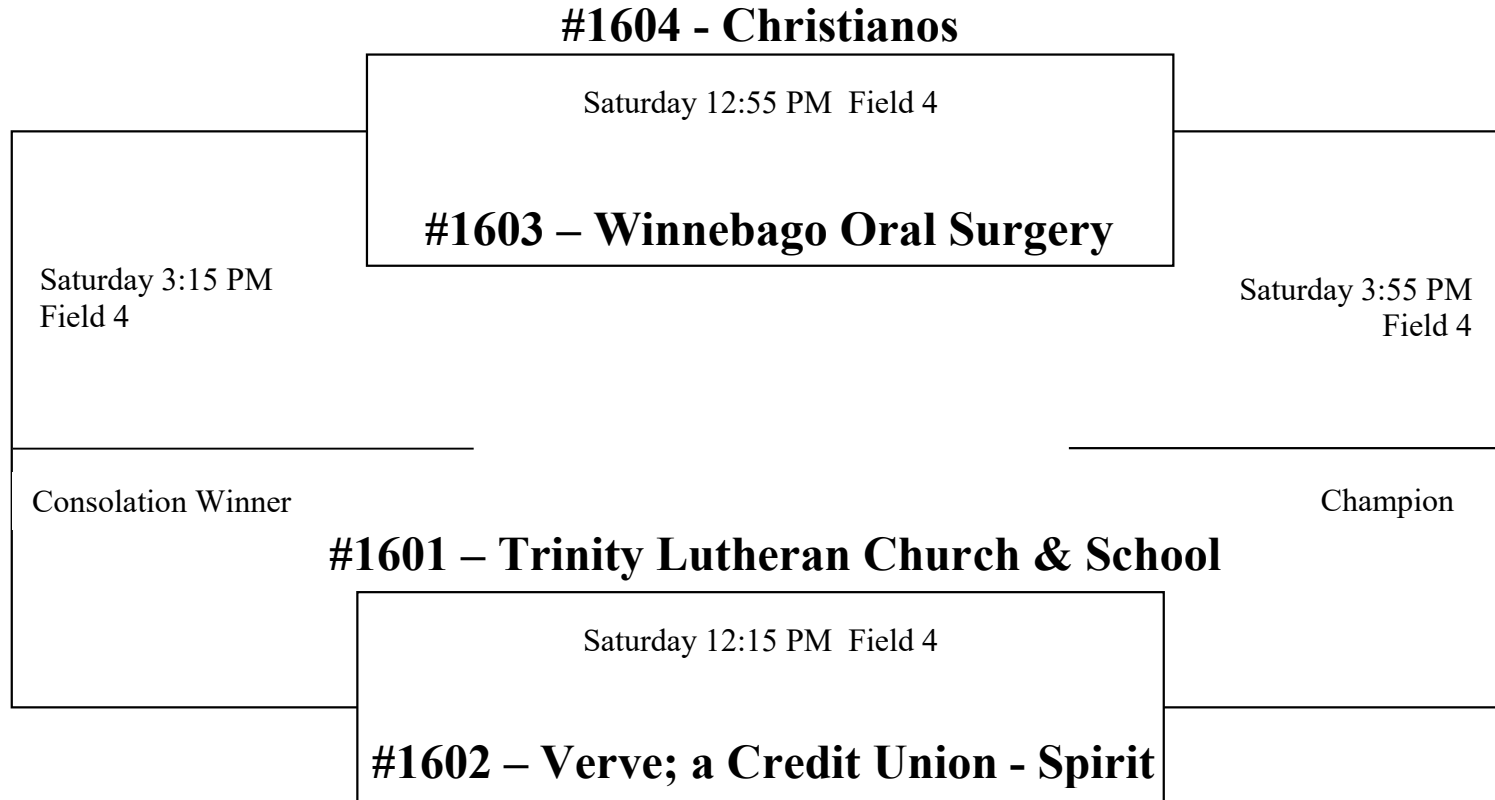 #1604 - Christianos
Saturday 12:55 PM  Field 4
#1603 – Winnebago Oral Surgery
Saturday 3:15 PM
Field 4
Saturday 3:55 PM
Field 4
Consolation Winner
Champion
#1601 – Trinity Lutheran Church & School
Saturday 12:15 PM  Field 4
#1602 – Verve; a Credit Union - Spirit